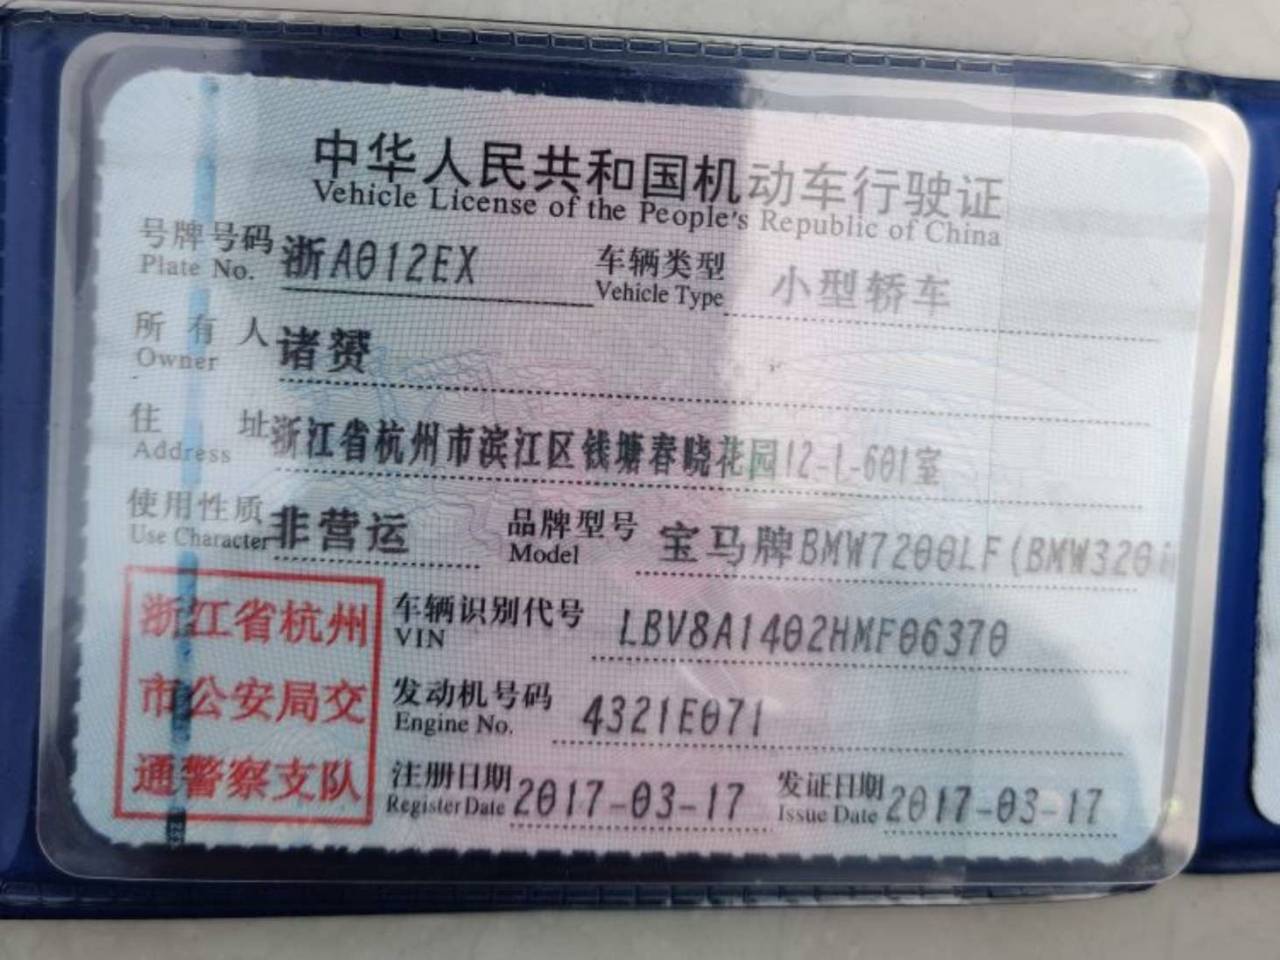 中华人民共和国机动车行驶证
Vehicle License of the People's Republic of China
号牌号码 浙A012EX 车辆类型 小型轿车
Plate No. Vehicle Type
所有人 诸赟
Owner
住址 浙江省杭州市滨江区钱塘春晓花园12-1-601室
Address
使用性质 非营运 品牌型号 宝马牌BMW7200LF(BMW320i
Use Character Model
浙江省杭州
市公安局交
通警察支队
车辆识别代号 LBV8A1402HMF06370
VIN
发动机号码 4321E071
Engine No.
注册日期 2017-03-17 发证日期 2017-03-17
Register Date Issue Date